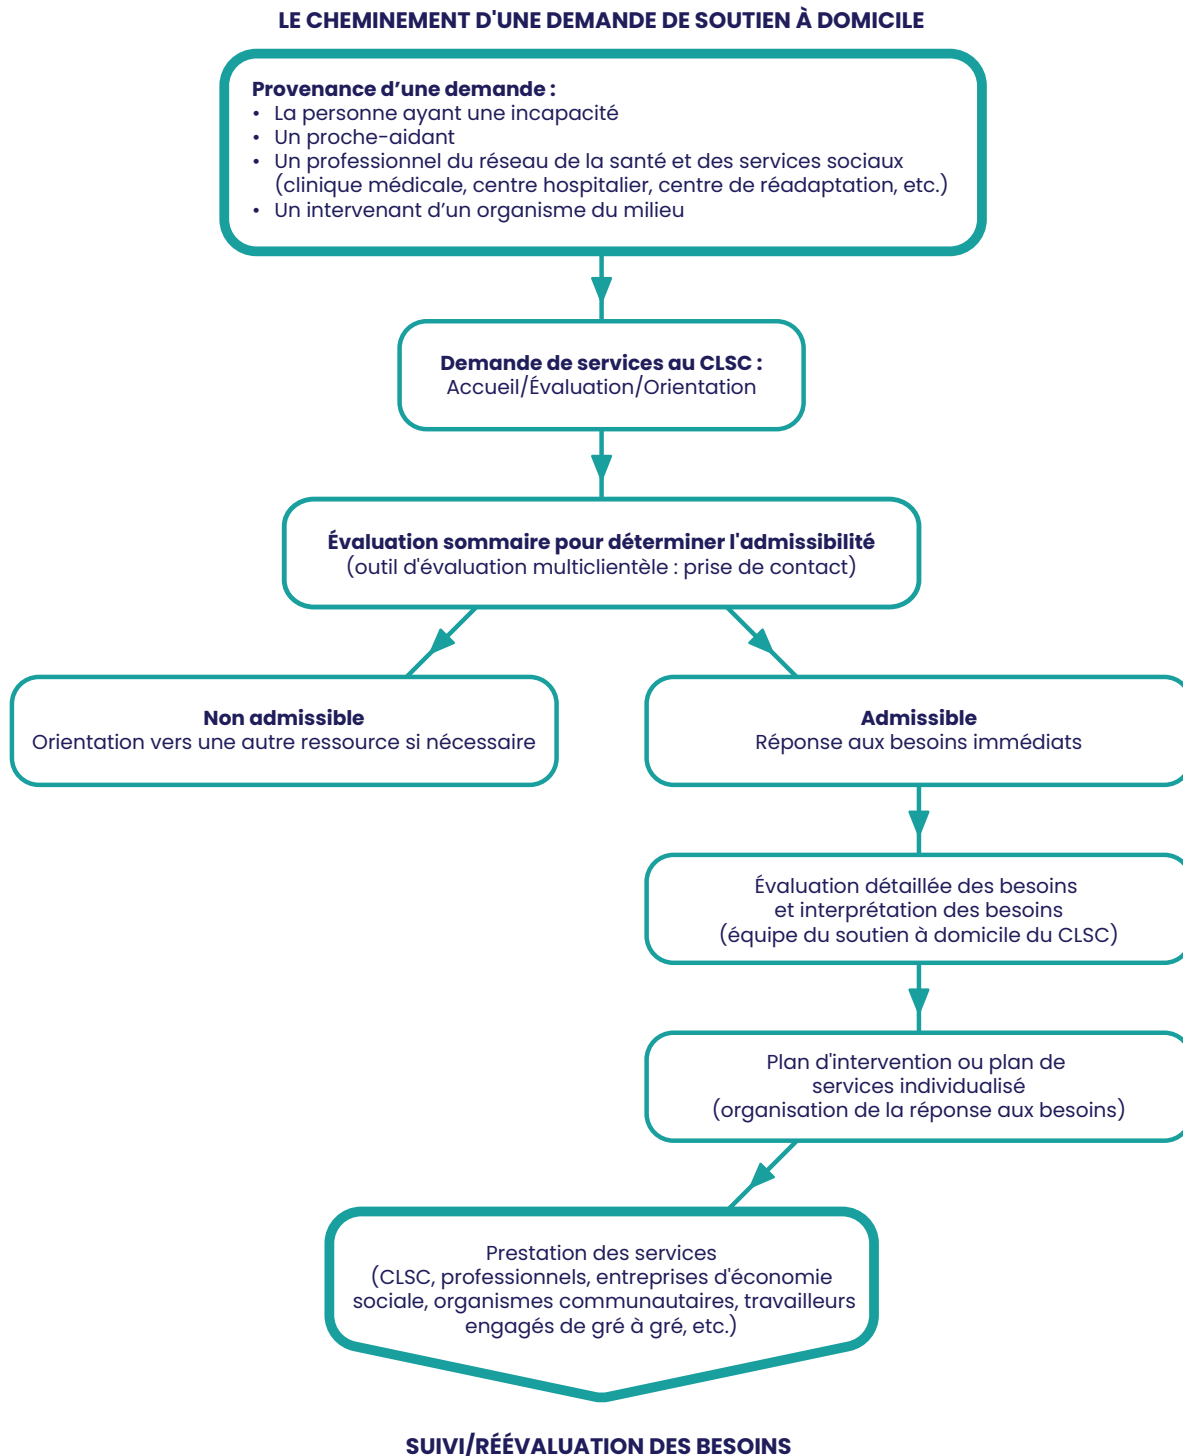 LE CHEMINEMENT D'UNE DEMANDE DE SOUTIEN À DOMICILE
Provenance d’une demande :
• La personne ayant une incapacité
• Un proche-aidant
• Un professionnel du réseau de la santé et des services sociaux
(clinique médicale, centre hospitalier, centre de réadaptation, etc.)
• Un intervenant d’un organisme du milieu
Demande de services au CLSC :
Accueil/Évaluation/Orientation
Évaluation sommaire pour déterminer l'admissibilité
(outil d'évaluation multiclientèle : prise de contact)
Non admissible
Orientation vers une autre ressource si nécessaire
Admissible
Réponse aux besoins immédiats
Évaluation détaillée des besoins
et interprétation des besoins
(équipe du soutien à domicile du CLSC)
Plan d'intervention ou plan de
services individualisé
(organisation de la réponse aux besoins)
Prestation des services
(CLSC, professionnels, entreprises d'économie
sociale, organismes communautaires, travailleurs
engagés de gré à gré, etc.)
SUIVI/RÉÉVALUATION DES BESOINS